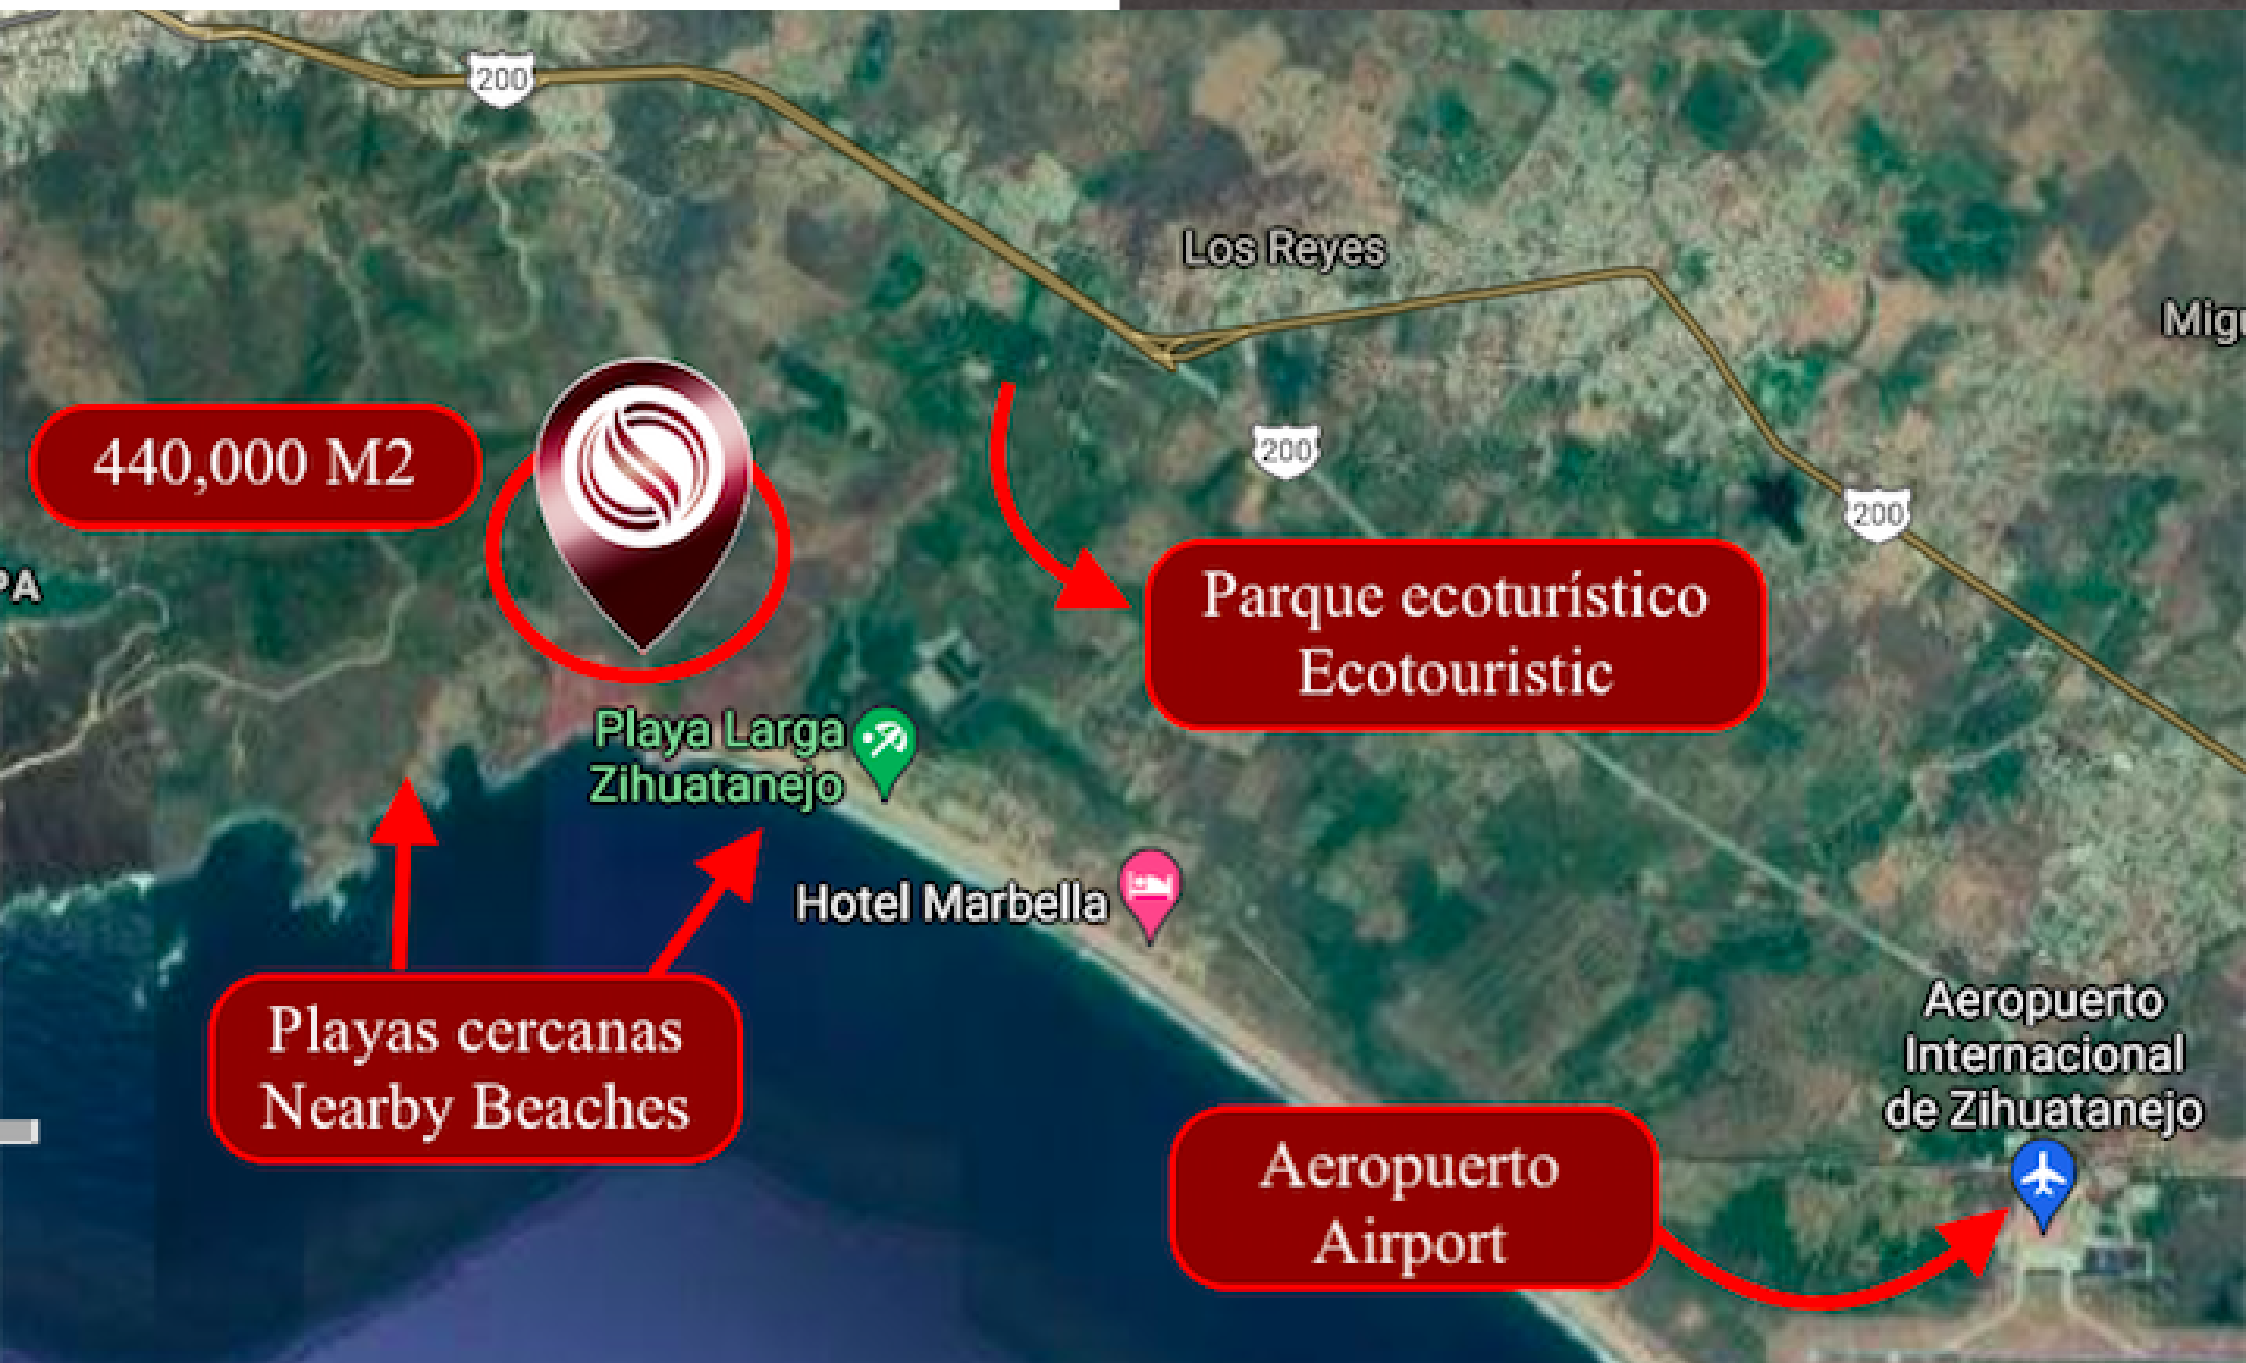 200
Los Reyes
Mig
440,000 M2
200
200
PA
Parque ecoturístico
Ecotouristic
Playa Larga
Zihuatanejo
Hotel Marbella
Playas cercanas
Nearby Beaches
Aeropuerto
Internacional
de Zihuatanejo
Aeropuerto
Airport